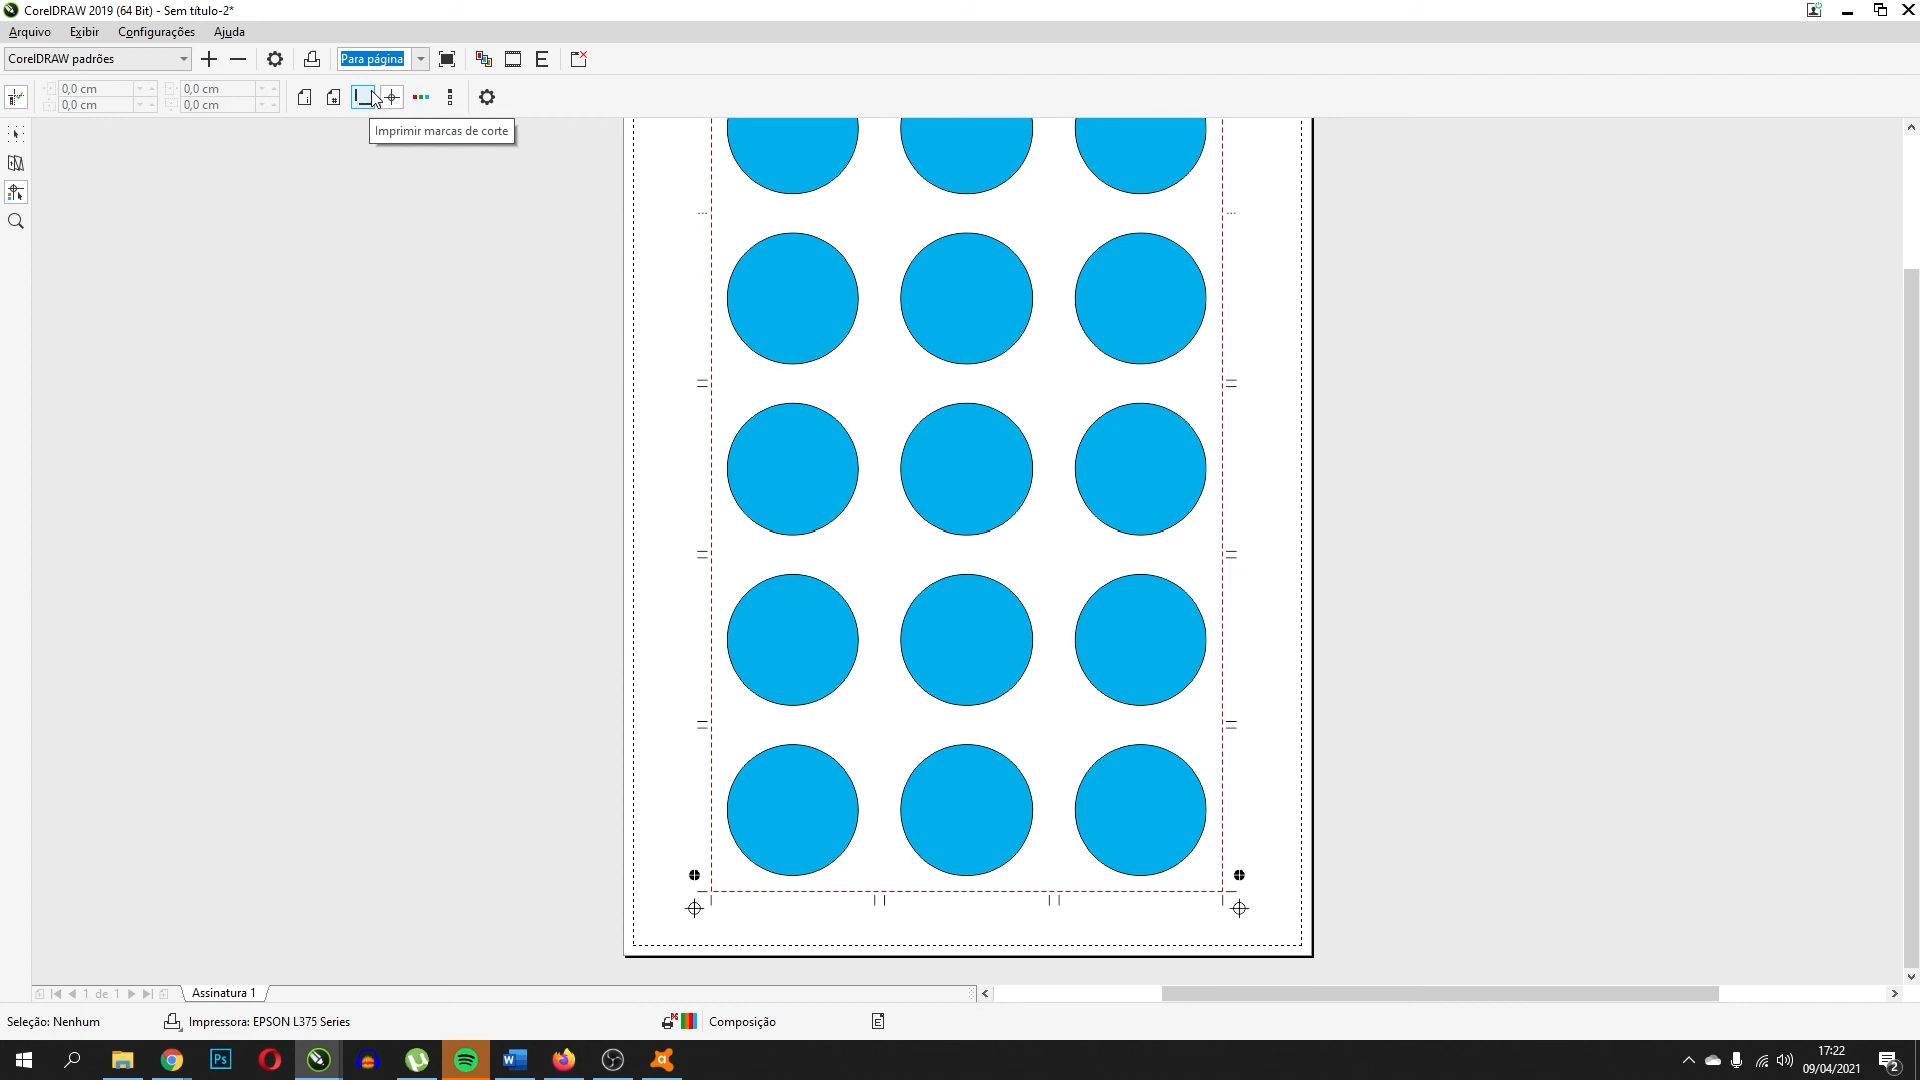 CorelDRAW 2019 (64 Bit) - Sem título-2*
Arquivo Exibir Configurações Ajuda
CorelDRAW padrões
Para página
0,0 cm 0,0 cm
0,0 cm 0,0 cm
Imprimir marcas de corte
1 de 1
Assinatura 1
Seleção: Nenhum
Impressora: EPSON L375 Series
Composição
17:22
09/04/2021
2